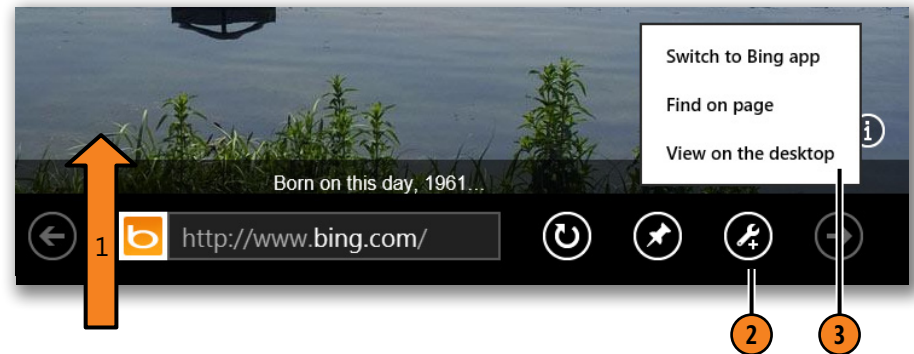 Switch to Bing app
Find on page
View on the desktop
i
Born on this day, 1961...
1
b
http://www.bing.com/
2
3